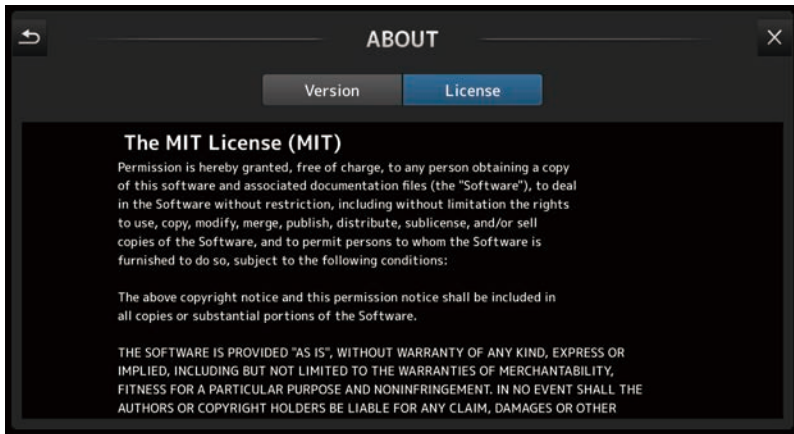 ABOUT
Version
License
The MIT License (MIT)
Permission is hereby granted, free of charge, to any person obtaining a copy
of this software and associated documentation files (the "Software"), to deal
in the Software without restriction, including without limitation the rights
to use, copy, modify, merge, publish, distribute, sublicense, and/or sell
copies of the Software, and to permit persons to whom the Software is
furnished to do so, subject to the following conditions:
The above copyright notice and this permission notice shall be included in
all copies or substantial portions of the Software.
THE SOFTWARE IS PROVIDED "AS IS", WITHOUT WARRANTY OF ANY KIND, EXPRESS OR
IMPLIED, INCLUDING BUT NOT LIMITED TO THE WARRANTIES OF MERCHANTABILITY,
FITNESS FOR A PARTICULAR PURPOSE AND NONINFRINGEMENT. IN NO EVENT SHALL THE
AUTHORS OR COPYRIGHT HOLDERS BE LIABLE FOR ANY CLAIM, DAMAGES OR OTHER